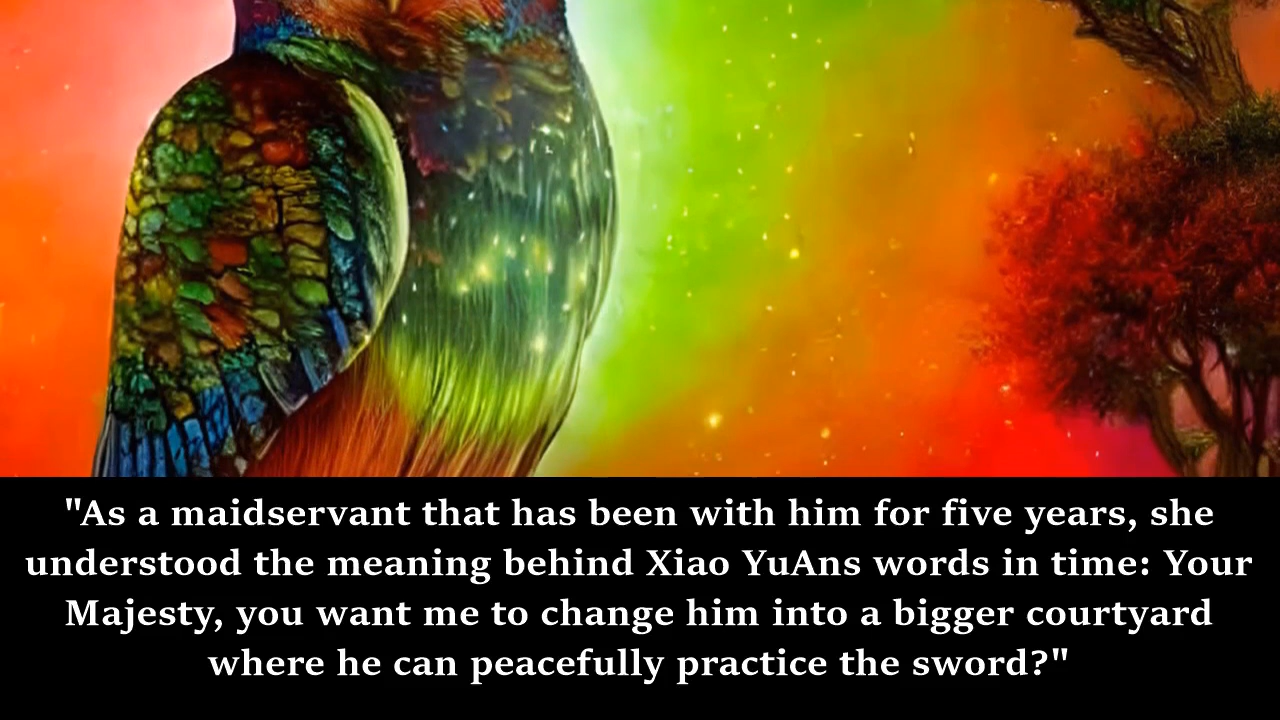 "As a maidservant that has been with him for five years, she
understood the meaning behind Xiao YuAns words in time: Your
Majesty, you want me to change him into a bigger courtyard
where he can peacefully practice the sword?"